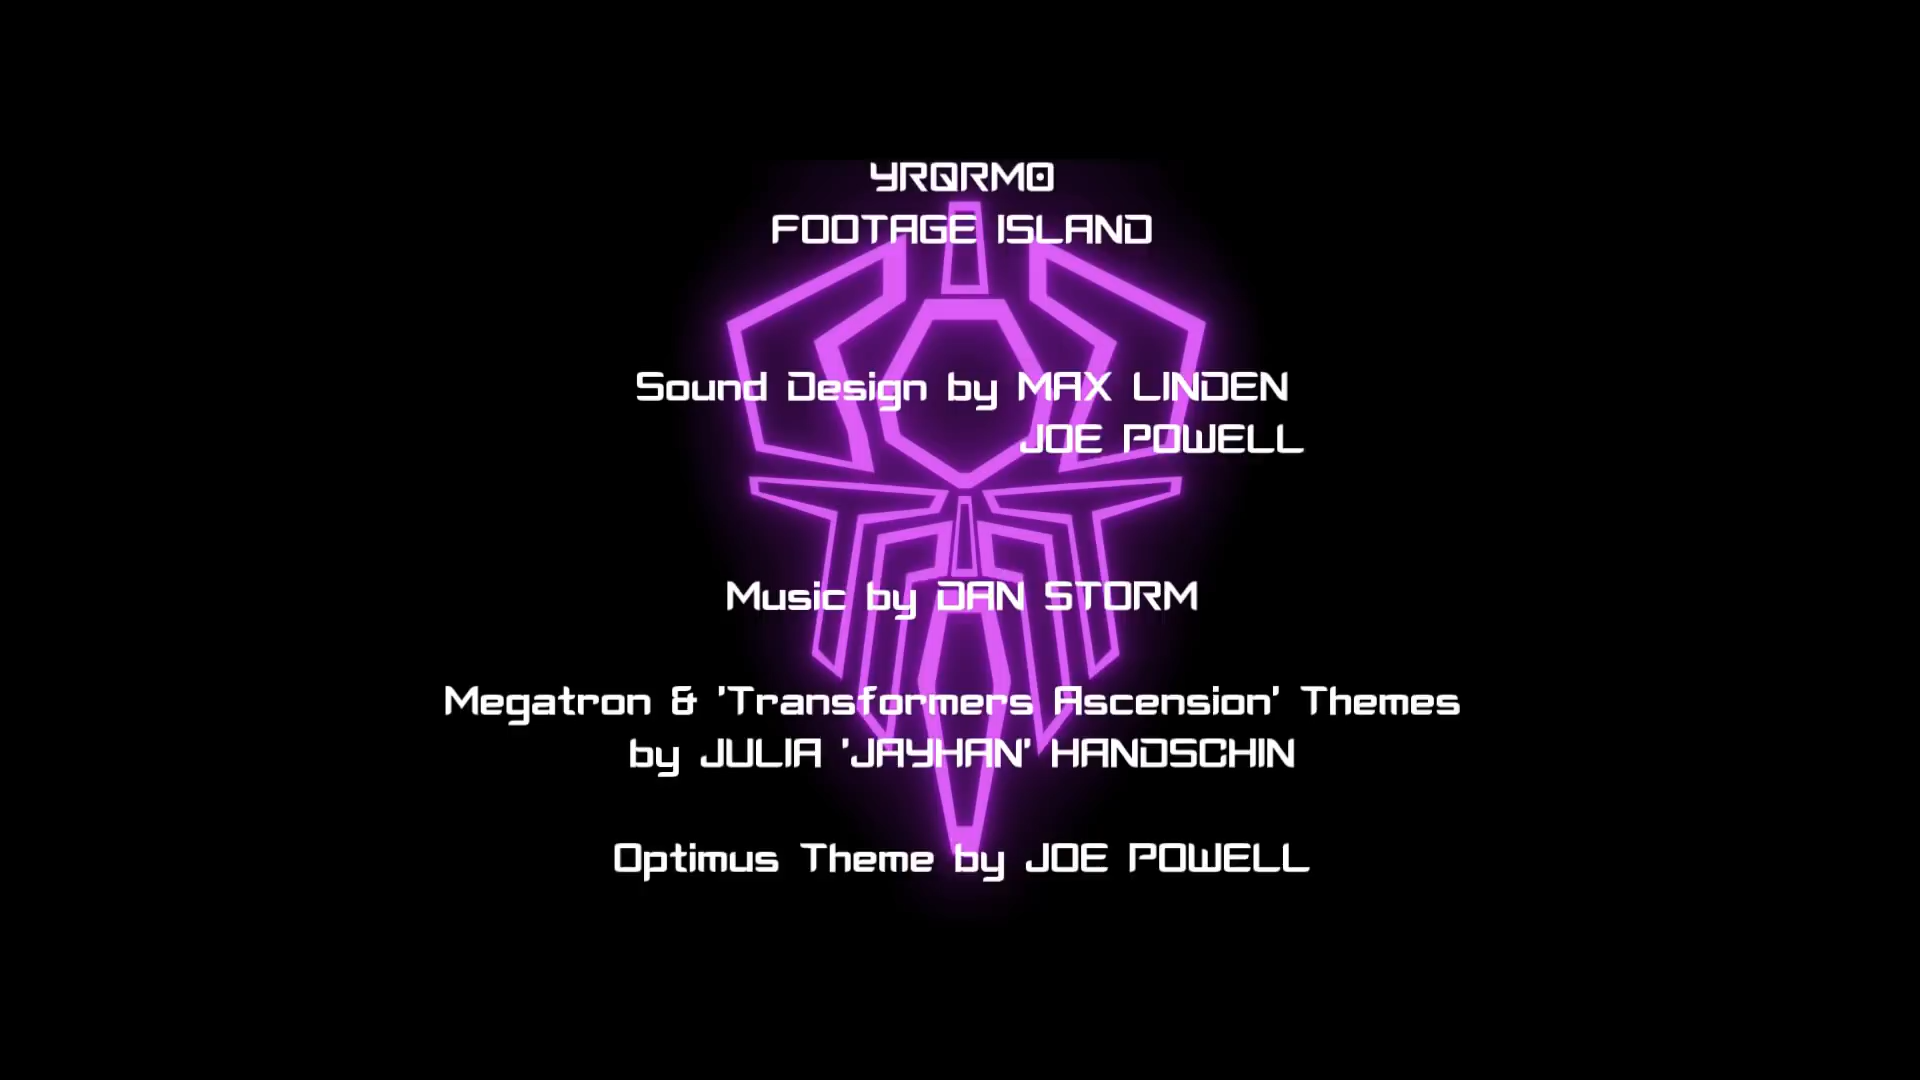 YRQRM0
FOOTAGE ISLAND
Sound Design by MAX LINDEN
JOE POWELL
Music by DAN STORM
Megatron & 'Transformers Ascension' Themes
by JULIA 'JAYHAN' HANDSCHIN
Optimus Theme by JOE POWELL